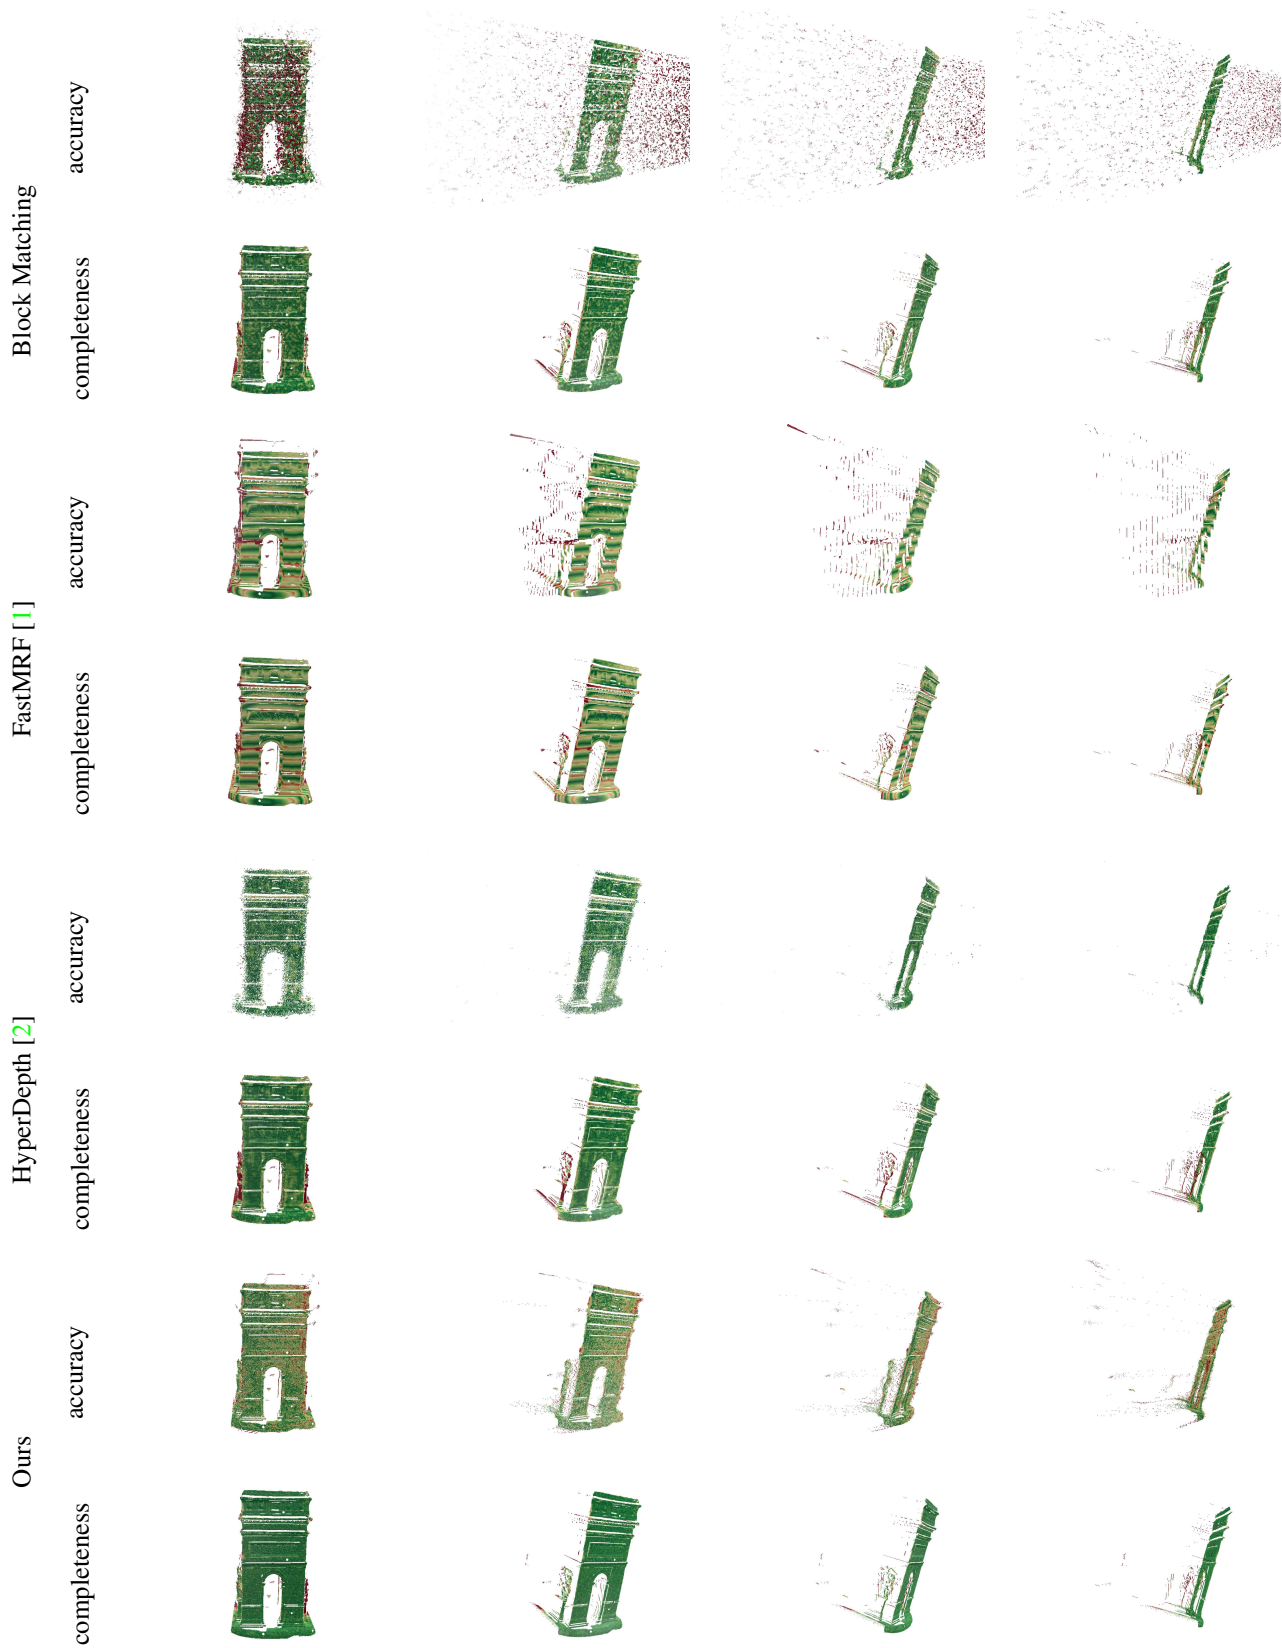 Block Matching
accuracy
completeness
FastMRF [1]
accuracy
completeness
HyperDepth [2]
accuracy
completeness
Ours
accuracy
completeness